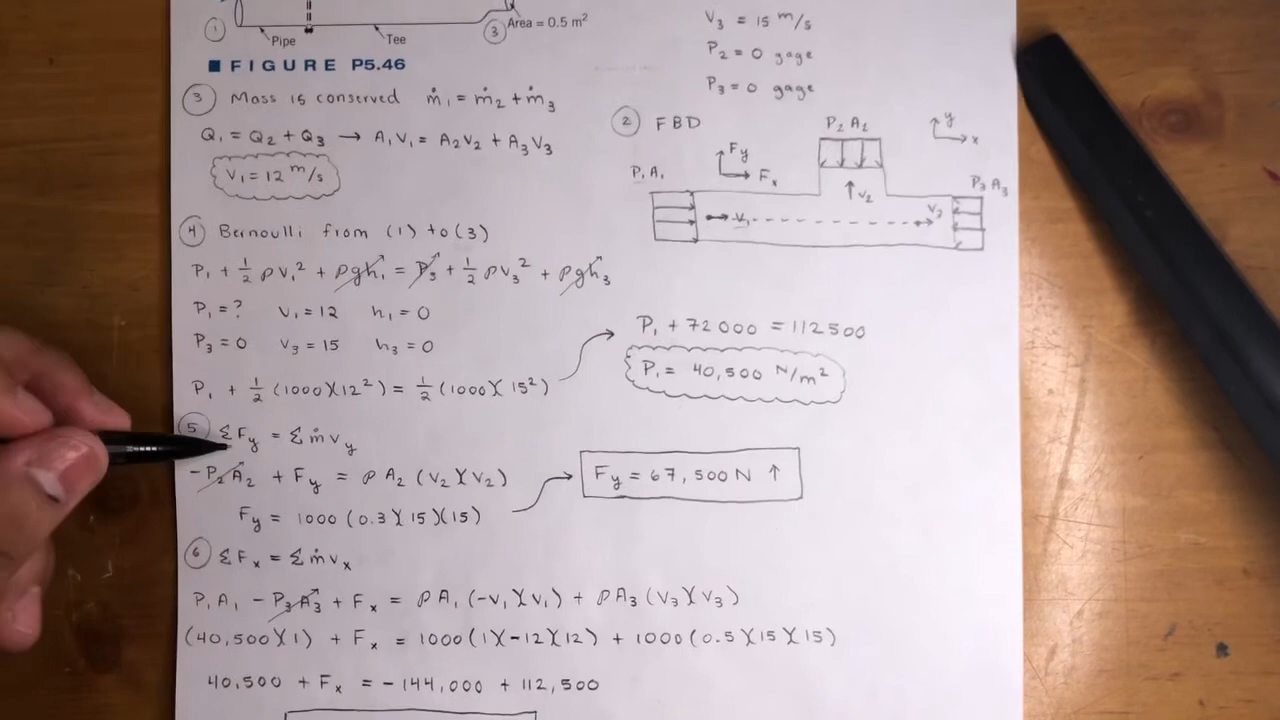 ① Pipe Tee ③ Area = 0.5 m²
■ FIGURE P5.46
V₃ = 15 m/s
P₂ = 0 gage
P₃ = 0 gage
③ Mass is conserved ṁ₁ = ṁ₂ + ṁ₃
Q₁ = Q₂ + Q₃ → A₁V₁ = A₂V₂ + A₃V₃
V₁ = 12 m/s
② FBD
P₂A₂
y
x
Fy
Fx
P₁A₁
P₃A₃
V₂
V₁
V₃
④ Bernoulli from (1) to (3)
P₁ + ½ρV₁² + ρgh₁ = P₃ + ½ρV₃² + ρgh₃
P₁ = ? V₁ = 12 h₁ = 0
P₃ = 0 V₃ = 15 h₃ = 0
P₁ + ½(1000)(12²) = ½(1000)(15²)
P₁ + 72000 = 112500
P₁ = 40,500 N/m²
⑤ ΣFy = Σṁvy
-P₂A₂ + Fy = ρA₂(V₂)(V₂)
Fy = 1000(0.3)(15)(15)
Fy = 67,500 N ↑
⑥ ΣFx = Σṁvx
P₁A₁ - P₃A₃ + Fx = ρA₁(-V₁)(V₁) + ρA₃(V₃)(V₃)
(40,500)(1) + Fx = 1000(1)(-12)(12) + 1000(0.5)(15)(15)
40,500 + Fx = -144,000 + 112,500